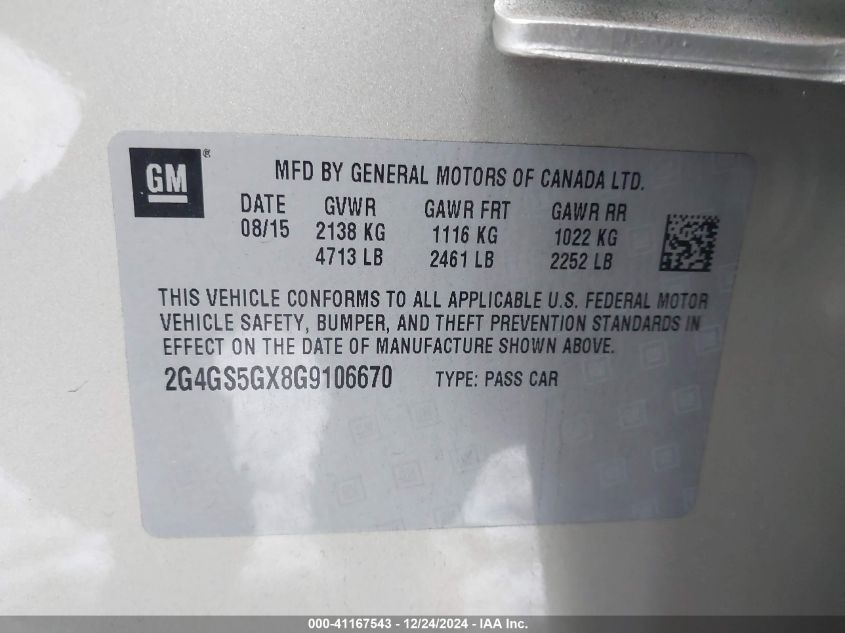 GM ®
MFD BY GENERAL MOTORS OF CANADA LTD.
DATE GVWR GAWR FRT GAWR RR
08/15 2138 KG 1116 KG 1022 KG
4713 LB 2461 LB 2252 LB
THIS VEHICLE CONFORMS TO ALL APPLICABLE U.S. FEDERAL MOTOR
VEHICLE SAFETY, BUMPER, AND THEFT PREVENTION STANDARDS IN
EFFECT ON THE DATE OF MANUFACTURE SHOWN ABOVE.
2G4GS5GX8G9106670 TYPE: PASS CAR
000-41167543 - 12/24/2024 - IAA Inc.